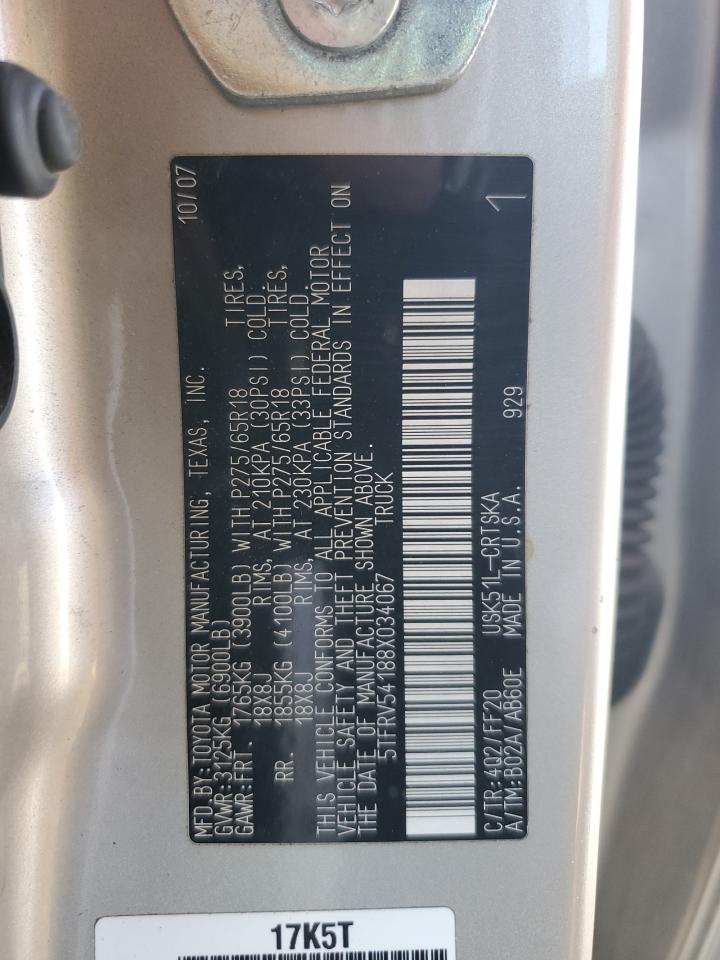 MFD.BY:TOYOTA MOTOR MANUFACTURING, TEXAS, INC. 10/07
GVWR:3125KG (6900LB)
GAWR:FRT. 1765KG (3900LB) WITH P275/65R18 TIRES,
18X8J RIMS, AT 210KPA (30PSI) COLD.
RR. 1855KG (4100LB) WITH P275/65R18 TIRES,
18X8J RIMS, AT 230KPA (33PSI) COLD.
THIS VEHICLE CONFORMS TO ALL APPLICABLE FEDERAL MOTOR
VEHICLE SAFETY AND THEFT PREVENTION STANDARDS IN EFFECT ON
THE DATE OF MANUFACTURE SHOWN ABOVE.
5TFRV54188X034067 TRUCK
C/TR:4Q2/FF20 USK51L-CRTSKA
A/TM:B02A/AB60E MADE IN U.S.A. 929 1
17K5T